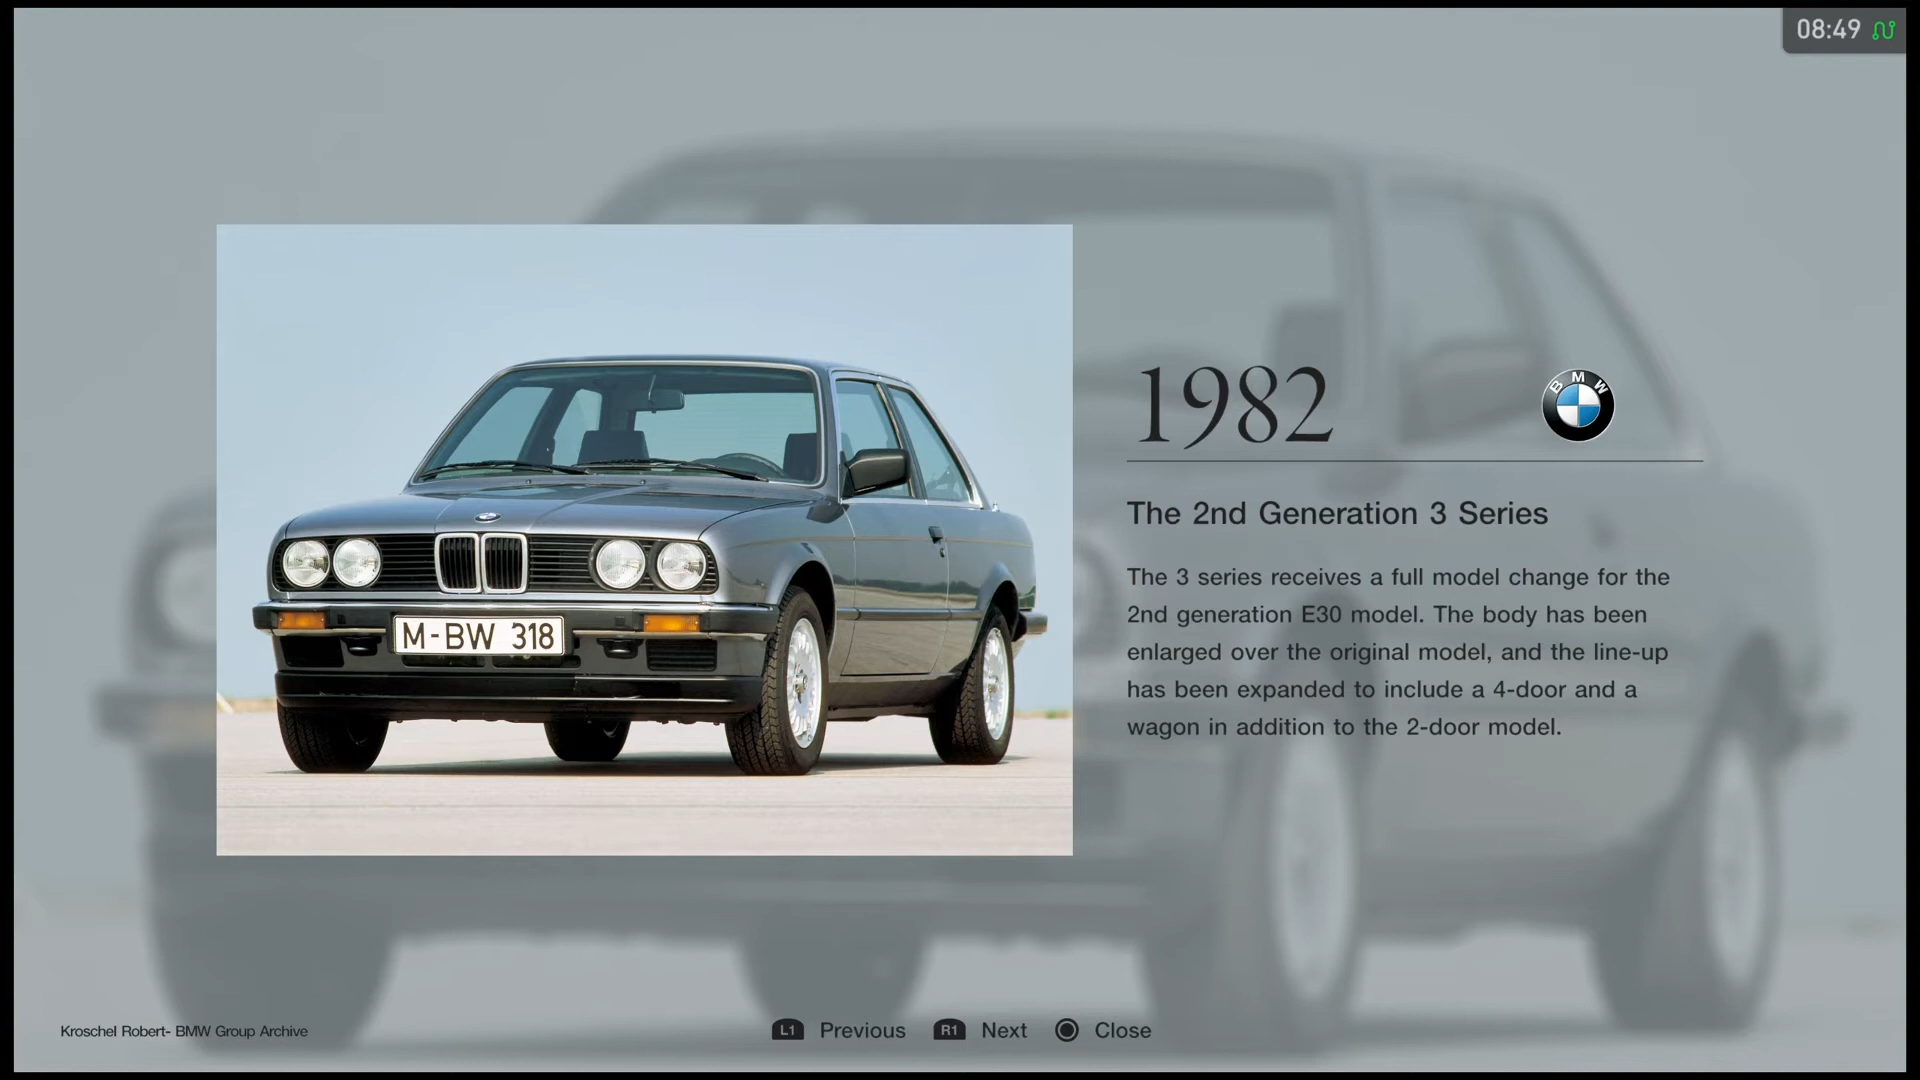 08:49
1982
BMW
The 2nd Generation 3 Series
The 3 series receives a full model change for the
2nd generation E30 model. The body has been
enlarged over the original model, and the line-up
has been expanded to include a 4-door and a
wagon in addition to the 2-door model.
M-BW 318
Kroschel Robert- BMW Group Archive
L1 Previous R1 Next Close